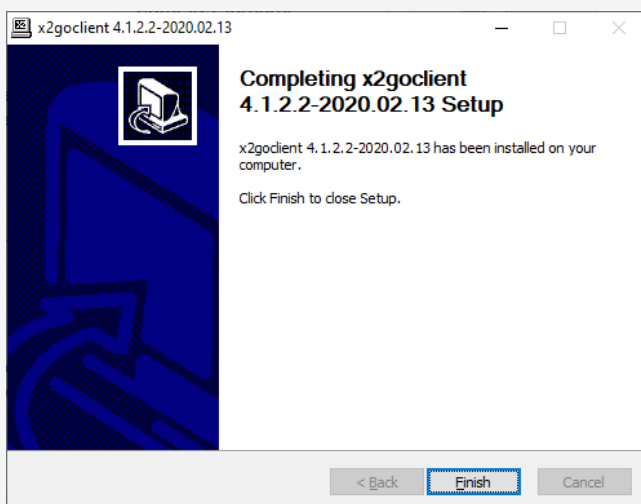 x2goclient 4.1.2.2-2020.02.13
Completing x2goclient
4.1.2.2-2020.02.13 Setup
x2goclient 4.1.2.2-2020.02.13 has been installed on your
computer.
Click Finish to close Setup.
< Back Finish Cancel